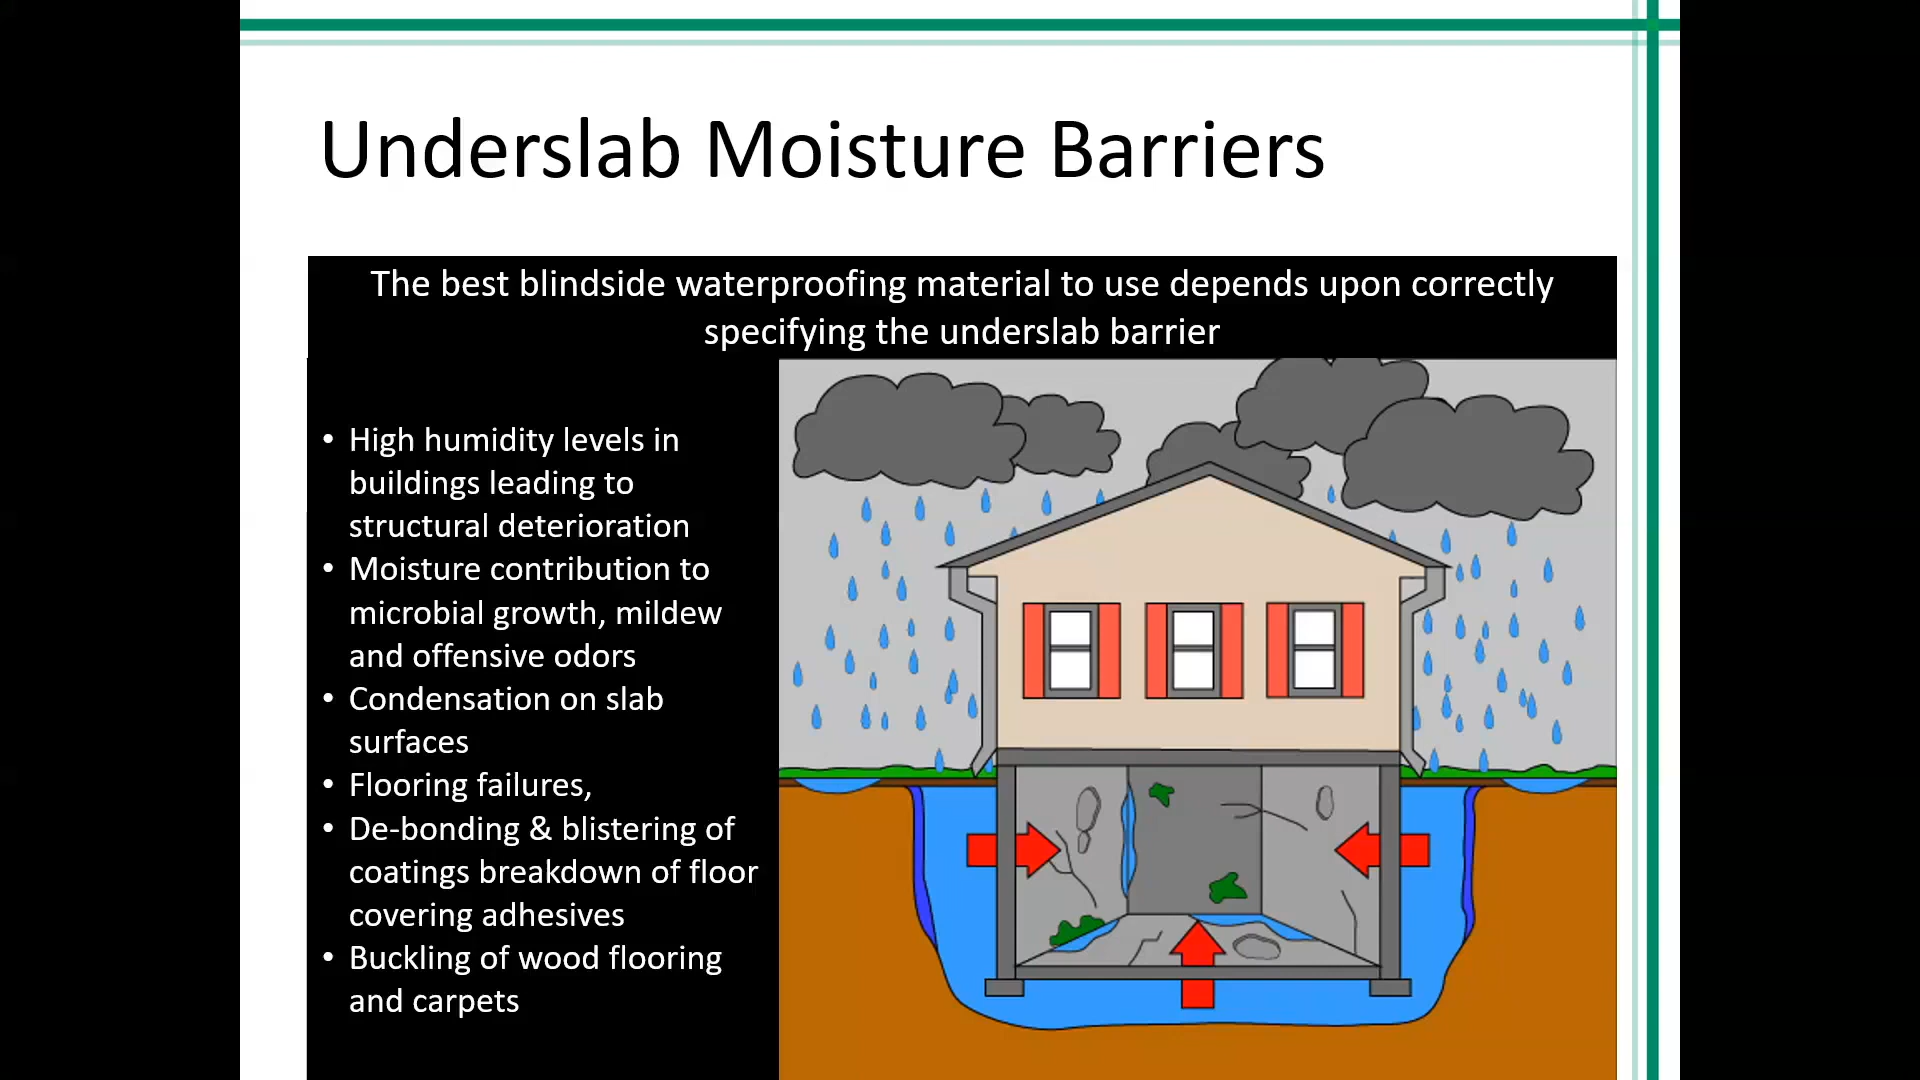 Underslab Moisture Barriers
The best blindside waterproofing material to use depends upon correctly
specifying the underslab barrier
• High humidity levels in
buildings leading to
structural deterioration
• Moisture contribution to
microbial growth, mildew
and offensive odors
• Condensation on slab
surfaces
• Flooring failures,
• De-bonding & blistering of
coatings breakdown of floor
covering adhesives
• Buckling of wood flooring
and carpets